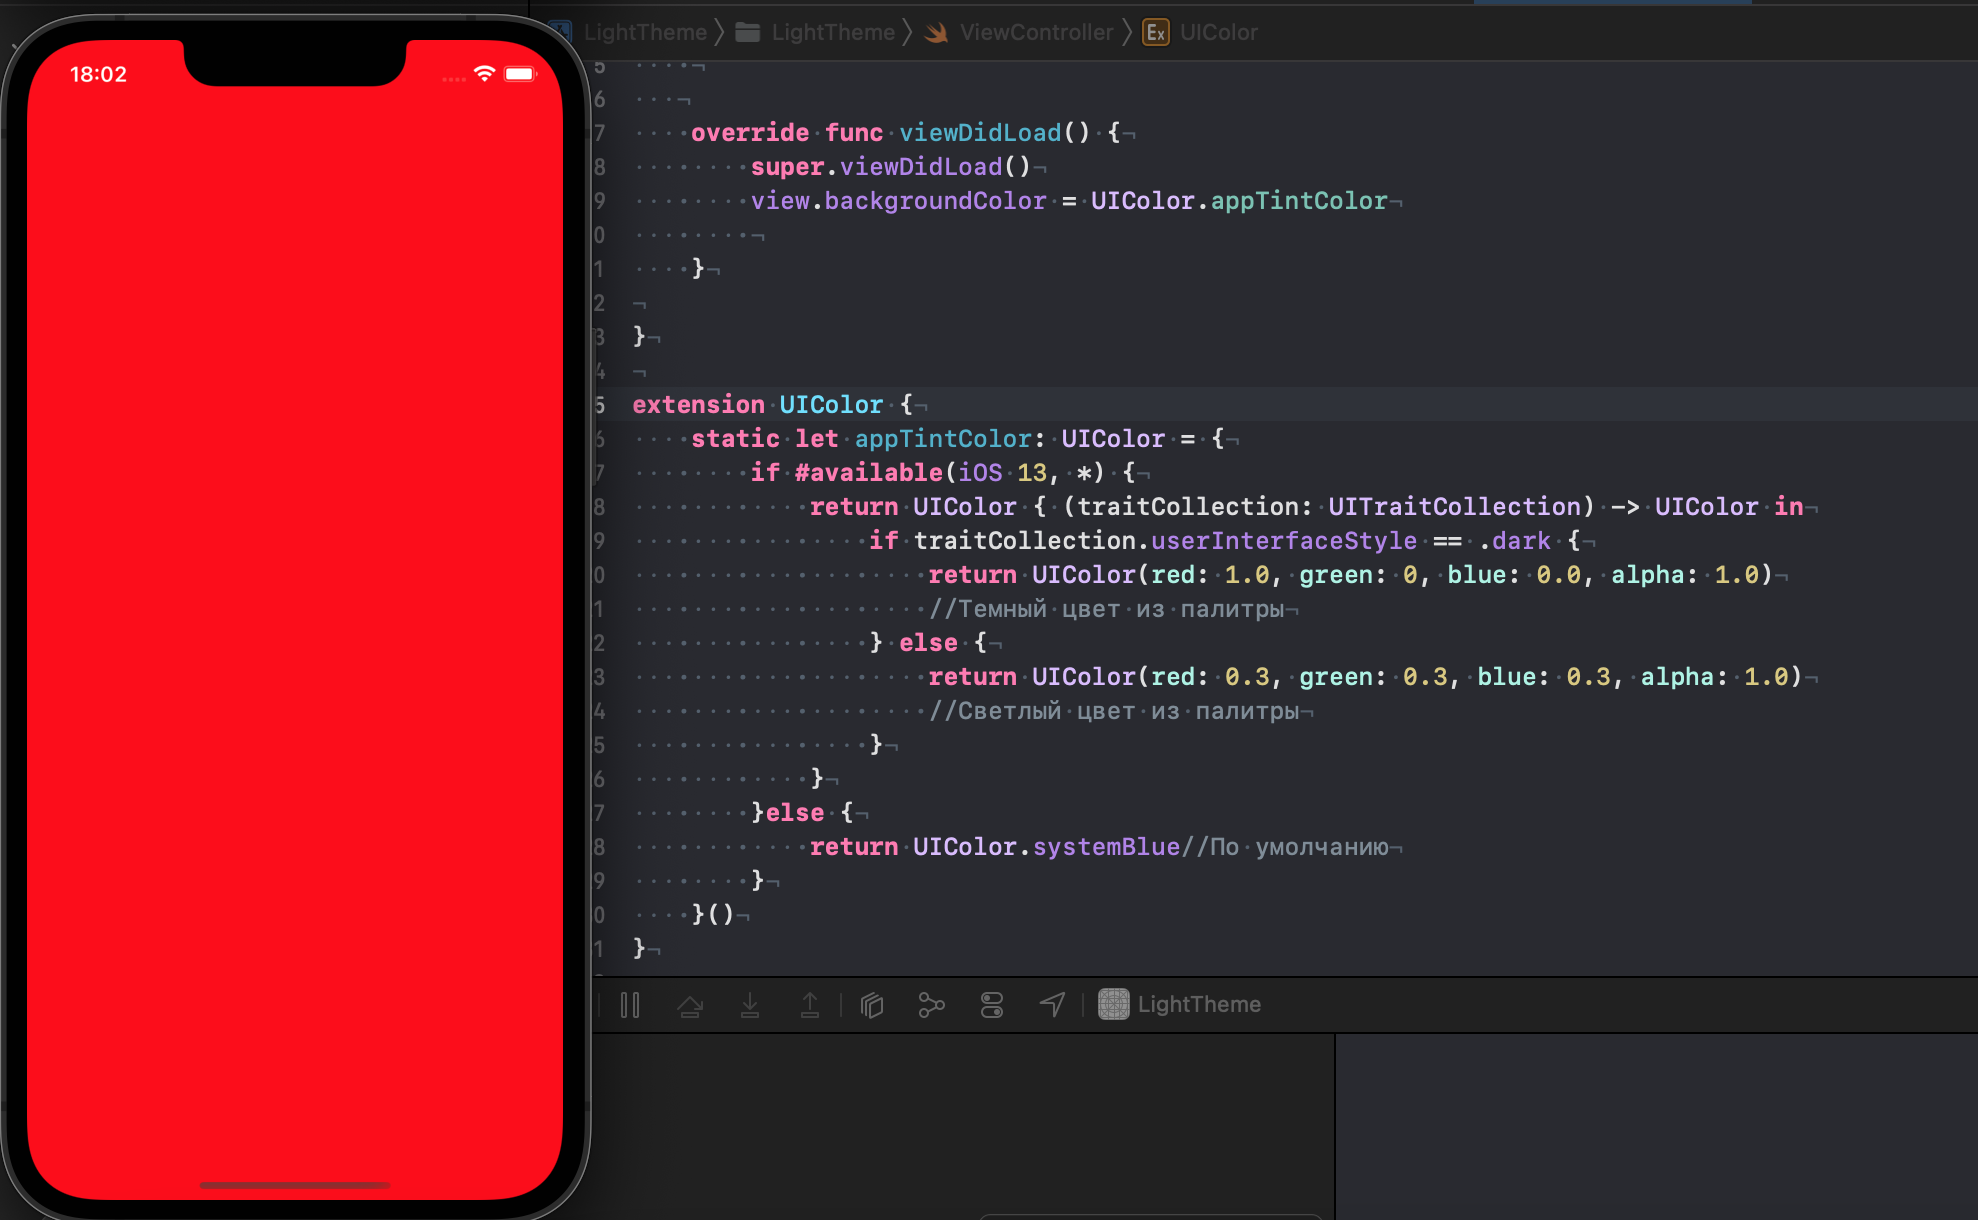 18:02
LightTheme LightTheme ViewController Ex UIColor
5
6
7 override func viewDidLoad() {
8 super.viewDidLoad()
9 view.backgroundColor = UIColor.appTintColor
0
1 }
2
3 }
4
5 extension UIColor {
6 static let appTintColor: UIColor = {
7 if #available(iOS 13, *) {
8 return UIColor { (traitCollection: UITraitCollection) -> UIColor in
9 if traitCollection.userInterfaceStyle == .dark {
0 return UIColor(red: 1.0, green: 0, blue: 0.0, alpha: 1.0)
1 //Темный цвет из палитры
2 } else {
3 return UIColor(red: 0.3, green: 0.3, blue: 0.3, alpha: 1.0)
4 //Светлый цвет из палитры
5 }
6 }
7 }else {
8 return UIColor.systemBlue//По умолчанию
9 }
0 }()
1 }
LightTheme